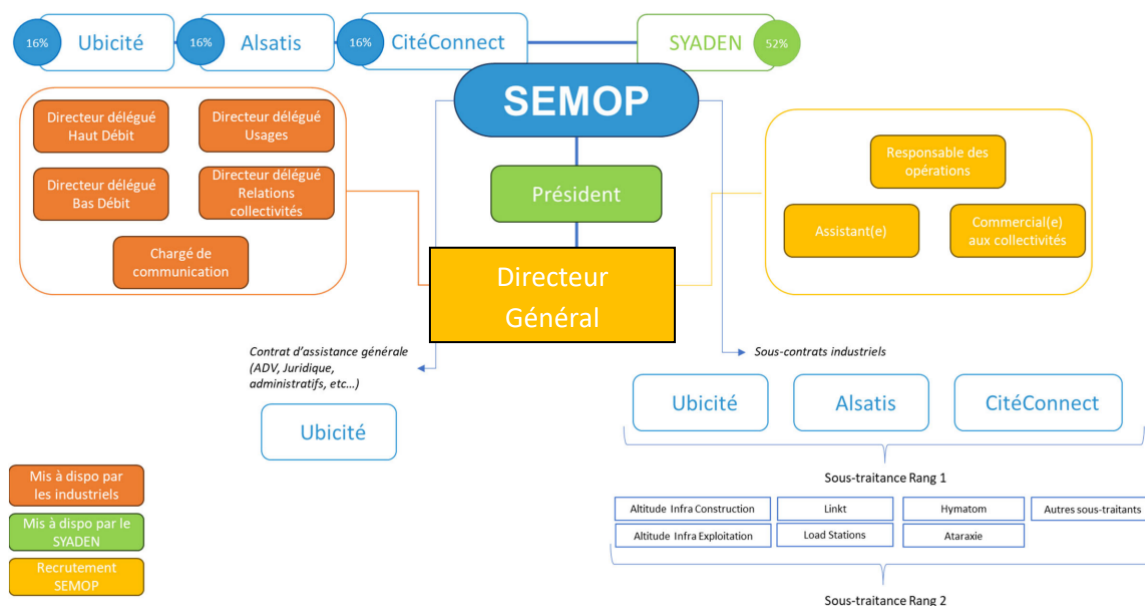 16%
Ubicité
16%
Alsatis
16%
CitéConnect
SYADEN
52%
SEMOP
Directeur délégué
Haut Débit
Directeur délégué
Usages
Directeur délégué
Bas Débit
Directeur délégué
Relations
collectivités
Chargé de
communication
Président
Responsable des
opérations
Assistant(e)
Commercial(e)
aux collectivités
Directeur
Général
Contrat d'assistance générale
(ADV, Juridique,
administratifs, etc...)
Ubicité
Sous-contrats industriels
Ubicité
Alsatis
CitéConnect
Sous-traitance Rang 1
Altitude Infra Construction
Linkt
Hymatom
Autres sous-traitants
Altitude Infra Exploitation
Load Stations
Ataraxie
Sous-traitance Rang 2
Mis à dispo par
les industriels
Mis à dispo par le
SYADEN
Recrutement
SEMOP